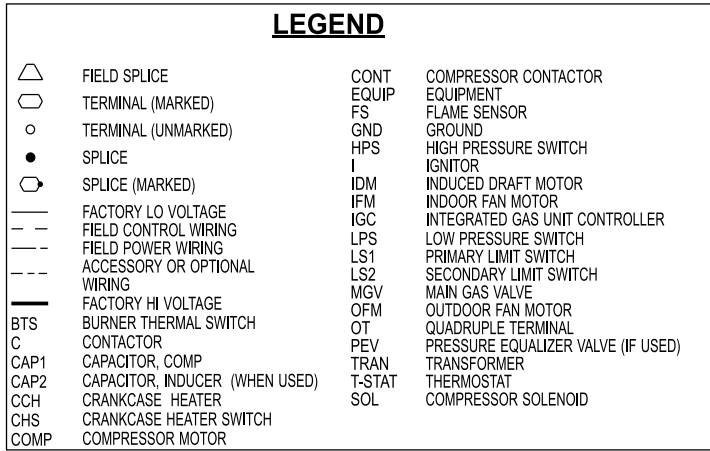 LEGEND
FIELD SPLICE
TERMINAL (MARKED)
TERMINAL (UNMARKED)
SPLICE
SPLICE (MARKED)
FACTORY LO VOLTAGE
FIELD CONTROL WIRING
FIELD POWER WIRING
ACCESSORY OR OPTIONAL
WIRING
FACTORY HI VOLTAGE
BTS BURNER THERMAL SWITCH
C CONTACTOR
CAP1 CAPACITOR, COMP
CAP2 CAPACITOR, INDUCER (WHEN USED)
CCH CRANKCASE HEATER
CHS CRANKCASE HEATER SWITCH
COMP COMPRESSOR MOTOR
CONT COMPRESSOR CONTACTOR
EQUIP EQUIPMENT
FS FLAME SENSOR
GND GROUND
HPS HIGH PRESSURE SWITCH
I IGNITOR
IDM INDUCED DRAFT MOTOR
IFM INDOOR FAN MOTOR
IGC INTEGRATED GAS UNIT CONTROLLER
LPS LOW PRESSURE SWITCH
LS1 PRIMARY LIMIT SWITCH
LS2 SECONDARY LIMIT SWITCH
MGV MAIN GAS VALVE
OFM OUTDOOR FAN MOTOR
OT QUADRUPLE TERMINAL
PEV PRESSURE EQUALIZER VALVE (IF USED)
TRAN TRANSFORMER
T-STAT THERMOSTAT
SOL COMPRESSOR SOLENOID